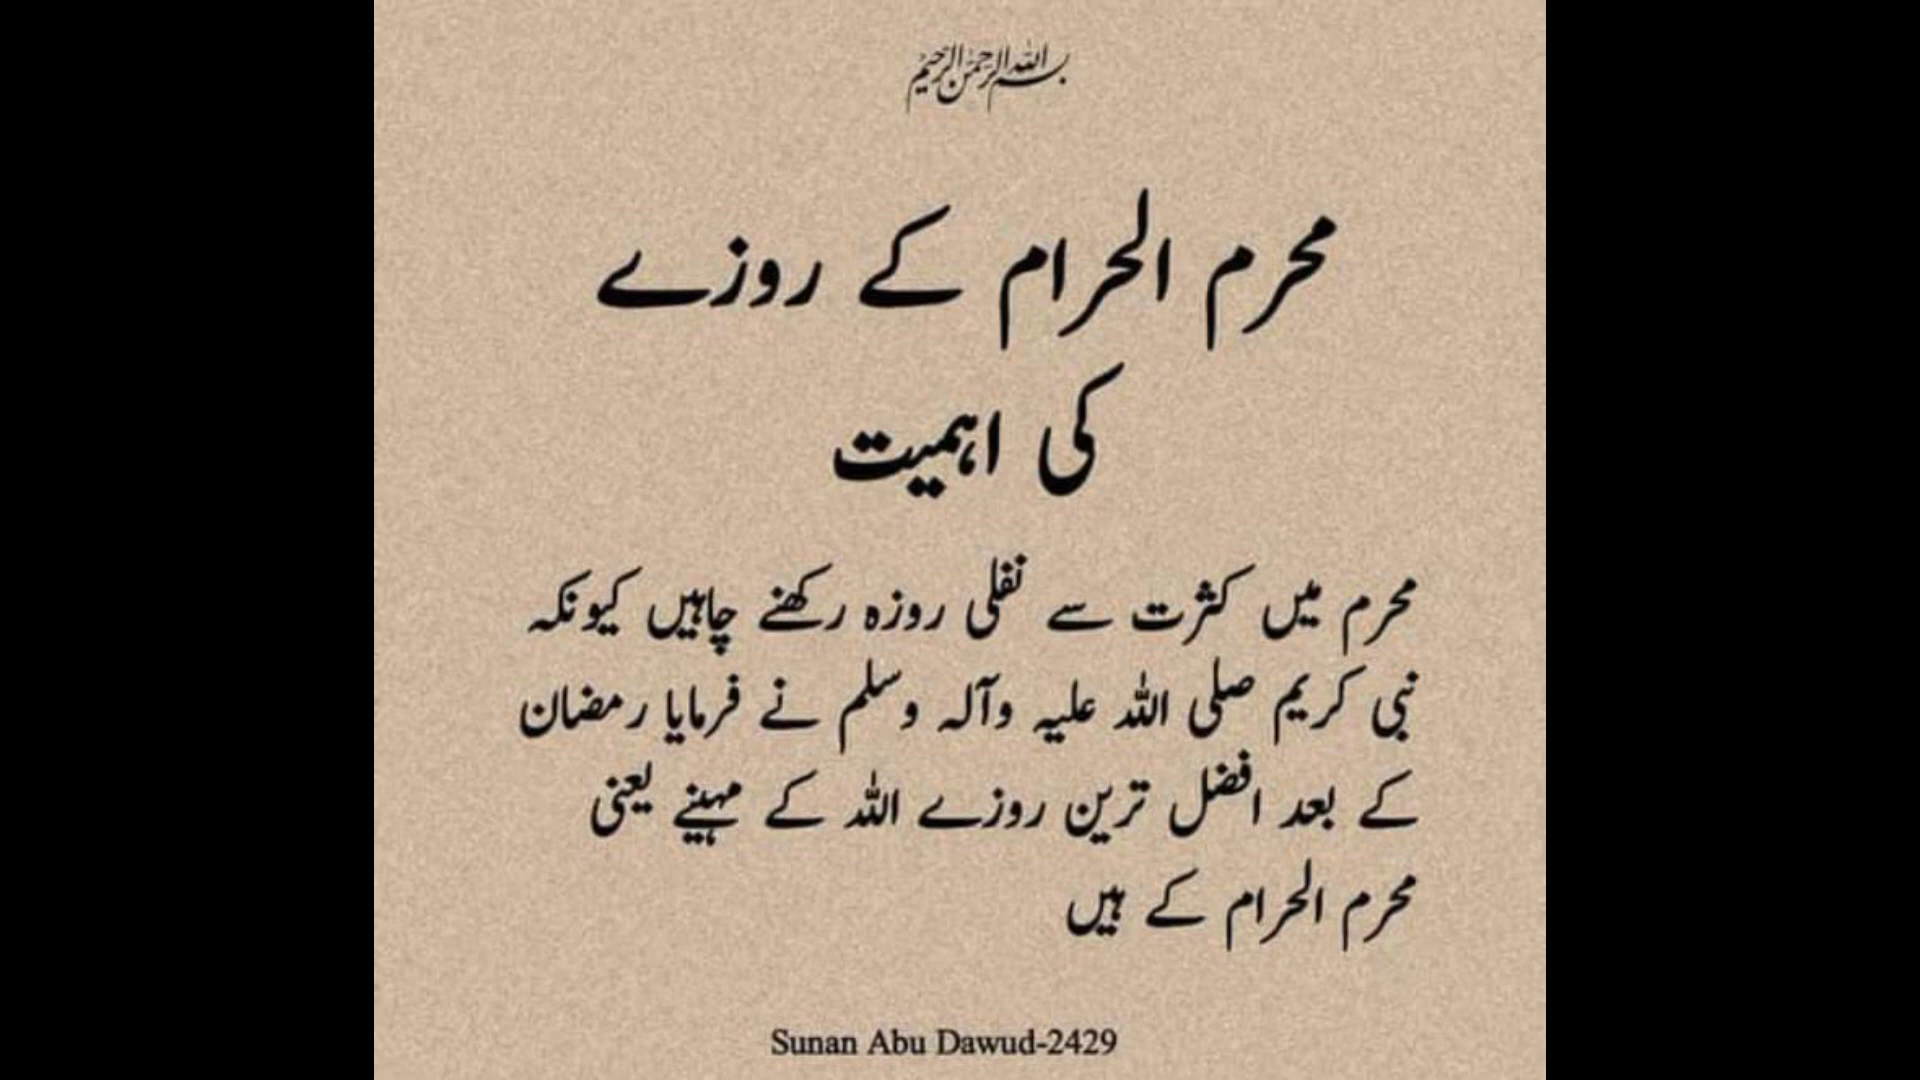 بسم الله الرحمن الرحيم
محرم الحرام کے روزے
کی اہمیت
محرم میں کثرت سے نفلی روزہ رکھنے چاہیں کیونکہ
نبی کریم صلی اللہ علیہ وآلہ وسلم نے فرمایا رمضان
کے بعد افضل ترین روزے اللہ کے مہینے یعنی
محرم الحرام کے ہیں
Sunan Abu Dawud-2429